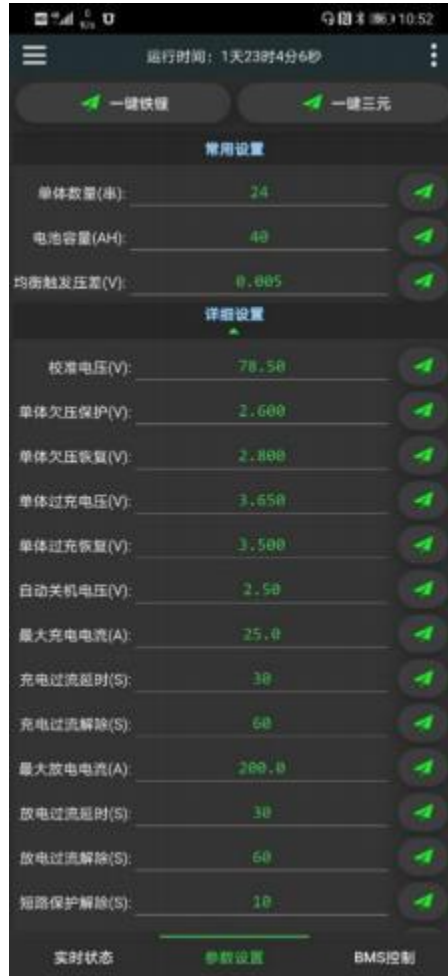 10:52
运行时间: 1天23时4分6秒
一键铁锂
一键三元
常用设置
单体数量(串): 24
电池容量(AH): 40
均衡触发压差(V): 0.005
详细设置
校准电压(V): 78.50
单体欠压保护(V): 2.600
单体欠压恢复(V): 2.800
单体过充电压(V): 3.650
单体过充恢复(V): 3.500
自动关机电压(V): 2.50
最大充电电流(A): 25.0
充电过流延时(S): 30
充电过流解除(S): 60
最大放电电流(A): 200.0
放电过流延时(S): 30
放电过流解除(S): 60
短路保护解除(S): 10
实时状态 参数设置 BMS控制